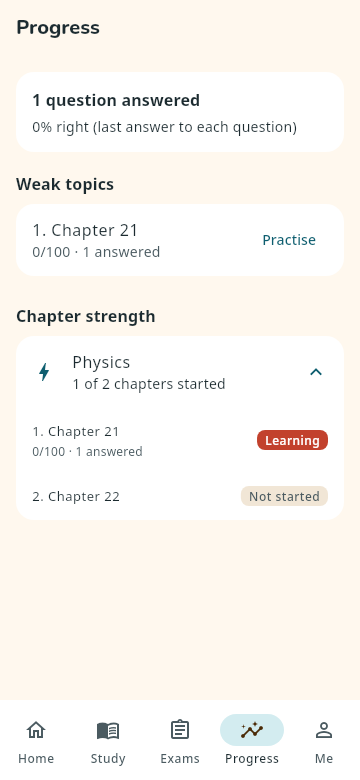 Progress
1 question answered
0% right (last answer to each question)
Weak topics
1. Chapter 21
0/100 · 1 answered
Practise
Chapter strength
Physics
1 of 2 chapters started
1. Chapter 21
0/100 · 1 answered
Learning
2. Chapter 22
Not started
Home
Study
Exams
Progress
Me